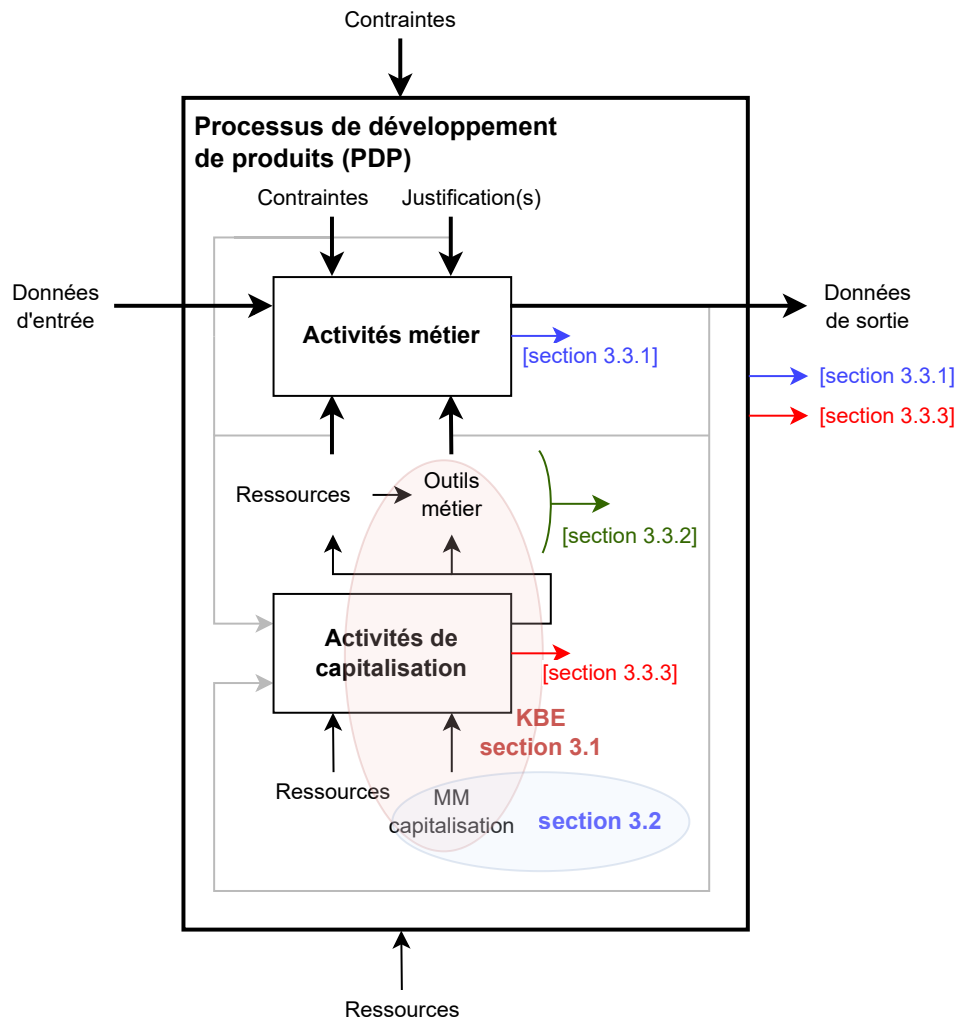 Contraintes
Processus de développement
de produits (PDP)
Contraintes
Justification(s)
Données
d'entrée
Activités métier
[section 3.3.1]
Données
de sortie
[section 3.3.1]
[section 3.3.3]
Ressources
Outils
métier
[section 3.3.2]
Activités de
capitalisation
[section 3.3.3]
KBE
section 3.1
Ressources
MM
capitalisation
section 3.2
Ressources